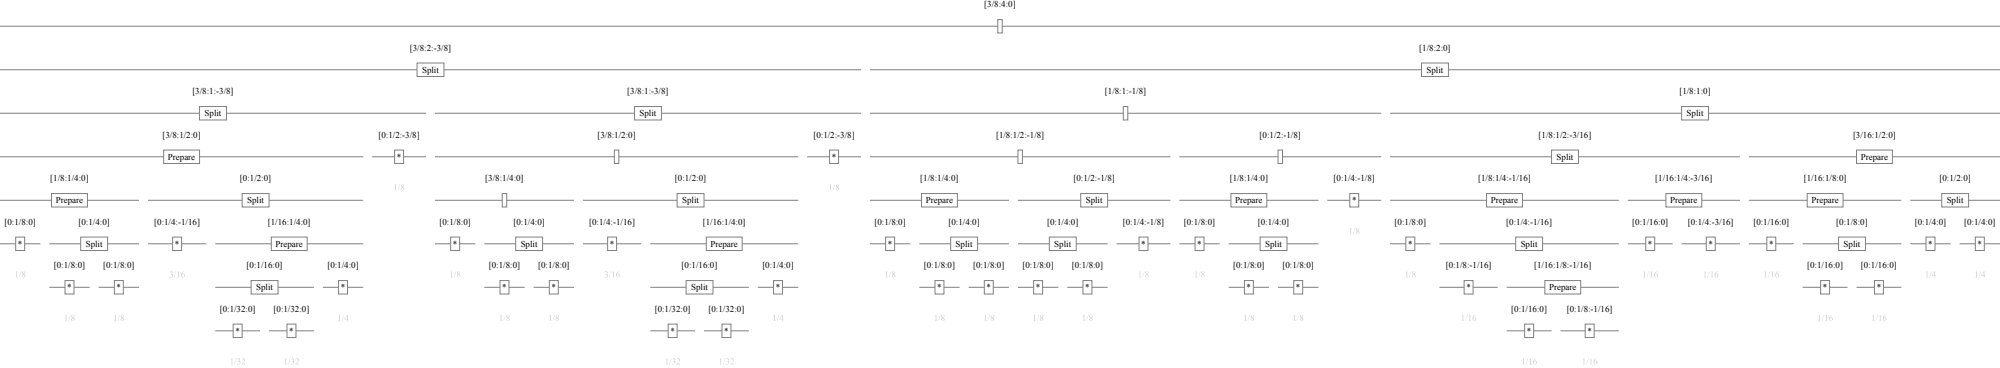 [3/8:4:0]
[3/8:2:-3/8] [1/8:2:0]
Split Split
[3/8:1:-3/8] [3/8:1:-3/8] [1/8:1:-1/8] [1/8:1:0]
Split Split Split
[3/8:1/2:0] [0:1/2:-3/8] [3/8:1/2:0] [0:1/2:-3/8] [1/8:1/2:-1/8] [0:1/2:-1/8] [1/8:1/2:-3/16] [3/16:1/2:0]
Prepare * * Split Prepare
1/8 1/8
[1/8:1/4:0] [0:1/2:0] [3/8:1/4:0] [0:1/2:0] [1/8:1/4:0] [0:1/2:-1/8] [1/8:1/4:0] [0:1/4:-1/8] [1/8:1/4:-1/16] [1/16:1/4:-3/16] [1/16:1/8:0] [0:1/2:0]
Prepare Split Split Prepare Split Prepare * Prepare Prepare Prepare Split
[0:1/8:0] [0:1/4:0] [0:1/4:-1/16] [1/16:1/4:0] [0:1/8:0] [0:1/4:0] [0:1/4:-1/16] [1/16:1/4:0] [0:1/8:0] [0:1/4:0] [0:1/4:0] [0:1/4:-1/8] [0:1/8:0] [0:1/4:0] [0:1/8:0] [0:1/4:-1/16] [0:1/16:0] [0:1/4:-3/16] [0:1/16:0] [0:1/8:0] [0:1/4:0] [0:1/4:0]
1/8
* Split * Prepare * Split * Prepare * Split Split * * Split * Split * * * Split * *
[0:1/8:0] [0:1/8:0] [0:1/16:0] [0:1/4:0] [0:1/8:0] [0:1/8:0] [0:1/16:0] [0:1/4:0] [0:1/8:0] [0:1/8:0] [0:1/8:0] [0:1/8:0] [0:1/8:0] [0:1/8:0] [0:1/8:-1/16] [1/16:1/8:-1/16] [0:1/16:0] [0:1/16:0]
1/8 3/16 1/8 3/16 1/8 1/8 1/8 1/8 1/16 1/16 1/16 1/4 1/4
* * Split * * * Split * * * * * * * * Prepare * *
[0:1/32:0] [0:1/32:0] [0:1/32:0] [0:1/32:0] [0:1/16:0] [0:1/8:-1/16]
1/8 1/8 1/4 1/8 1/8 1/4 1/8 1/8 1/8 1/8 1/8 1/8 1/16 1/16 1/16
* * * * * *
1/32 1/32 1/32 1/32 1/16 1/16